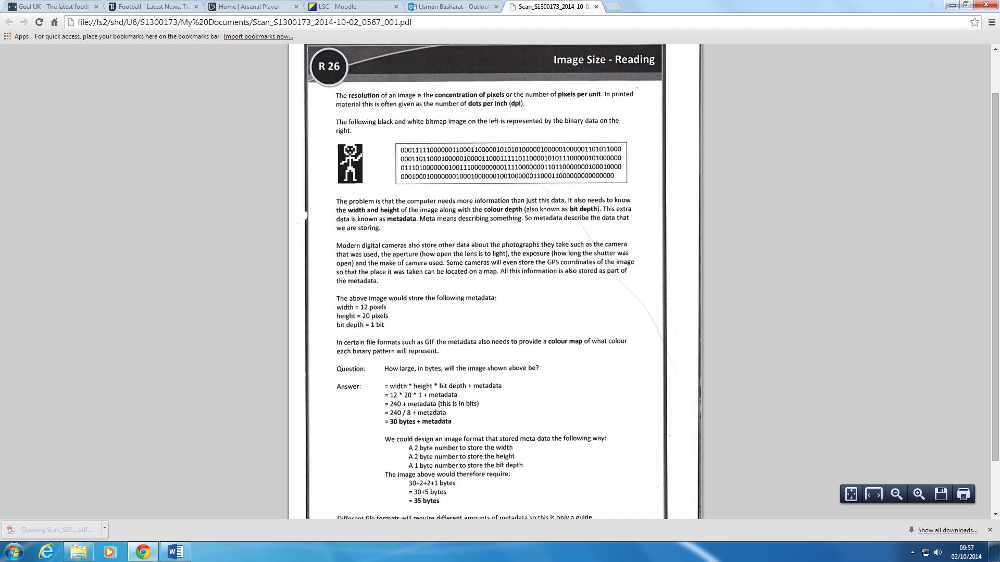 Goal UK - The latest footb
Football - Latest News, Tra
Home | Arsenal Player
LSC - Moodle
Usman Basharat - Outloo
Scan_S1300173_2014-10-0
file://fs2/shd/U6/S1300173/My%20Documents/Scan_S1300173_2014-10-02_0567_001.pdf
Apps For quick access, place your bookmarks here on the bookmarks bar. Import bookmarks now...
R 26
Image Size - Reading
The resolution of an image is the concentration of pixels or the number of pixels per unit. In printed
material this is often given as the number of dots per inch (dpi).
The following black and white bitmap image on the left is represented by the binary data on the
right.
The problem is that the computer needs more information than just this data. It also needs to know
the width and height of the image along with the colour depth (also known as bit depth). This extra
data is known as metadata. Meta means describing something. So metadata describe the data that
we are storing.
Modern digital cameras also store other data about the photographs they take such as the camera
that was used, the aperture (how open the lens is to light), the exposure (how long the shutter was
open) and the make of camera used. Some cameras will even store the GPS coordinates of the image
so that the place it was taken can be located on a map. All this information is also stored as part of
the metadata.
The above image would store the following metadata:
width = 12 pixels
height = 20 pixels
bit depth = 1 bit
In certain file formats such as GIF the metadata also needs to provide a colour map of what colour
each binary pattern will represent.
Question: How large, in bytes, will the image shown above be?
Answer: = width * height * bit depth + metadata
= 12 * 20 * 1 + metadata
= 240 + metadata (this is in bits)
= 240 / 8 + metadata
= 30 bytes + metadata
We could design an image format that stored meta data the following way:
A 2 byte number to store the width
A 2 byte number to store the height
A 1 byte number to store the bit depth
The image above would therefore require:
30+2+2+1 bytes
= 30+5 bytes
= 35 bytes
Different file formats will require different amounts of metadata so this is only a guide.
Opening Scan_S13....pdf...
Show all downloads...
09:57
02/10/2014